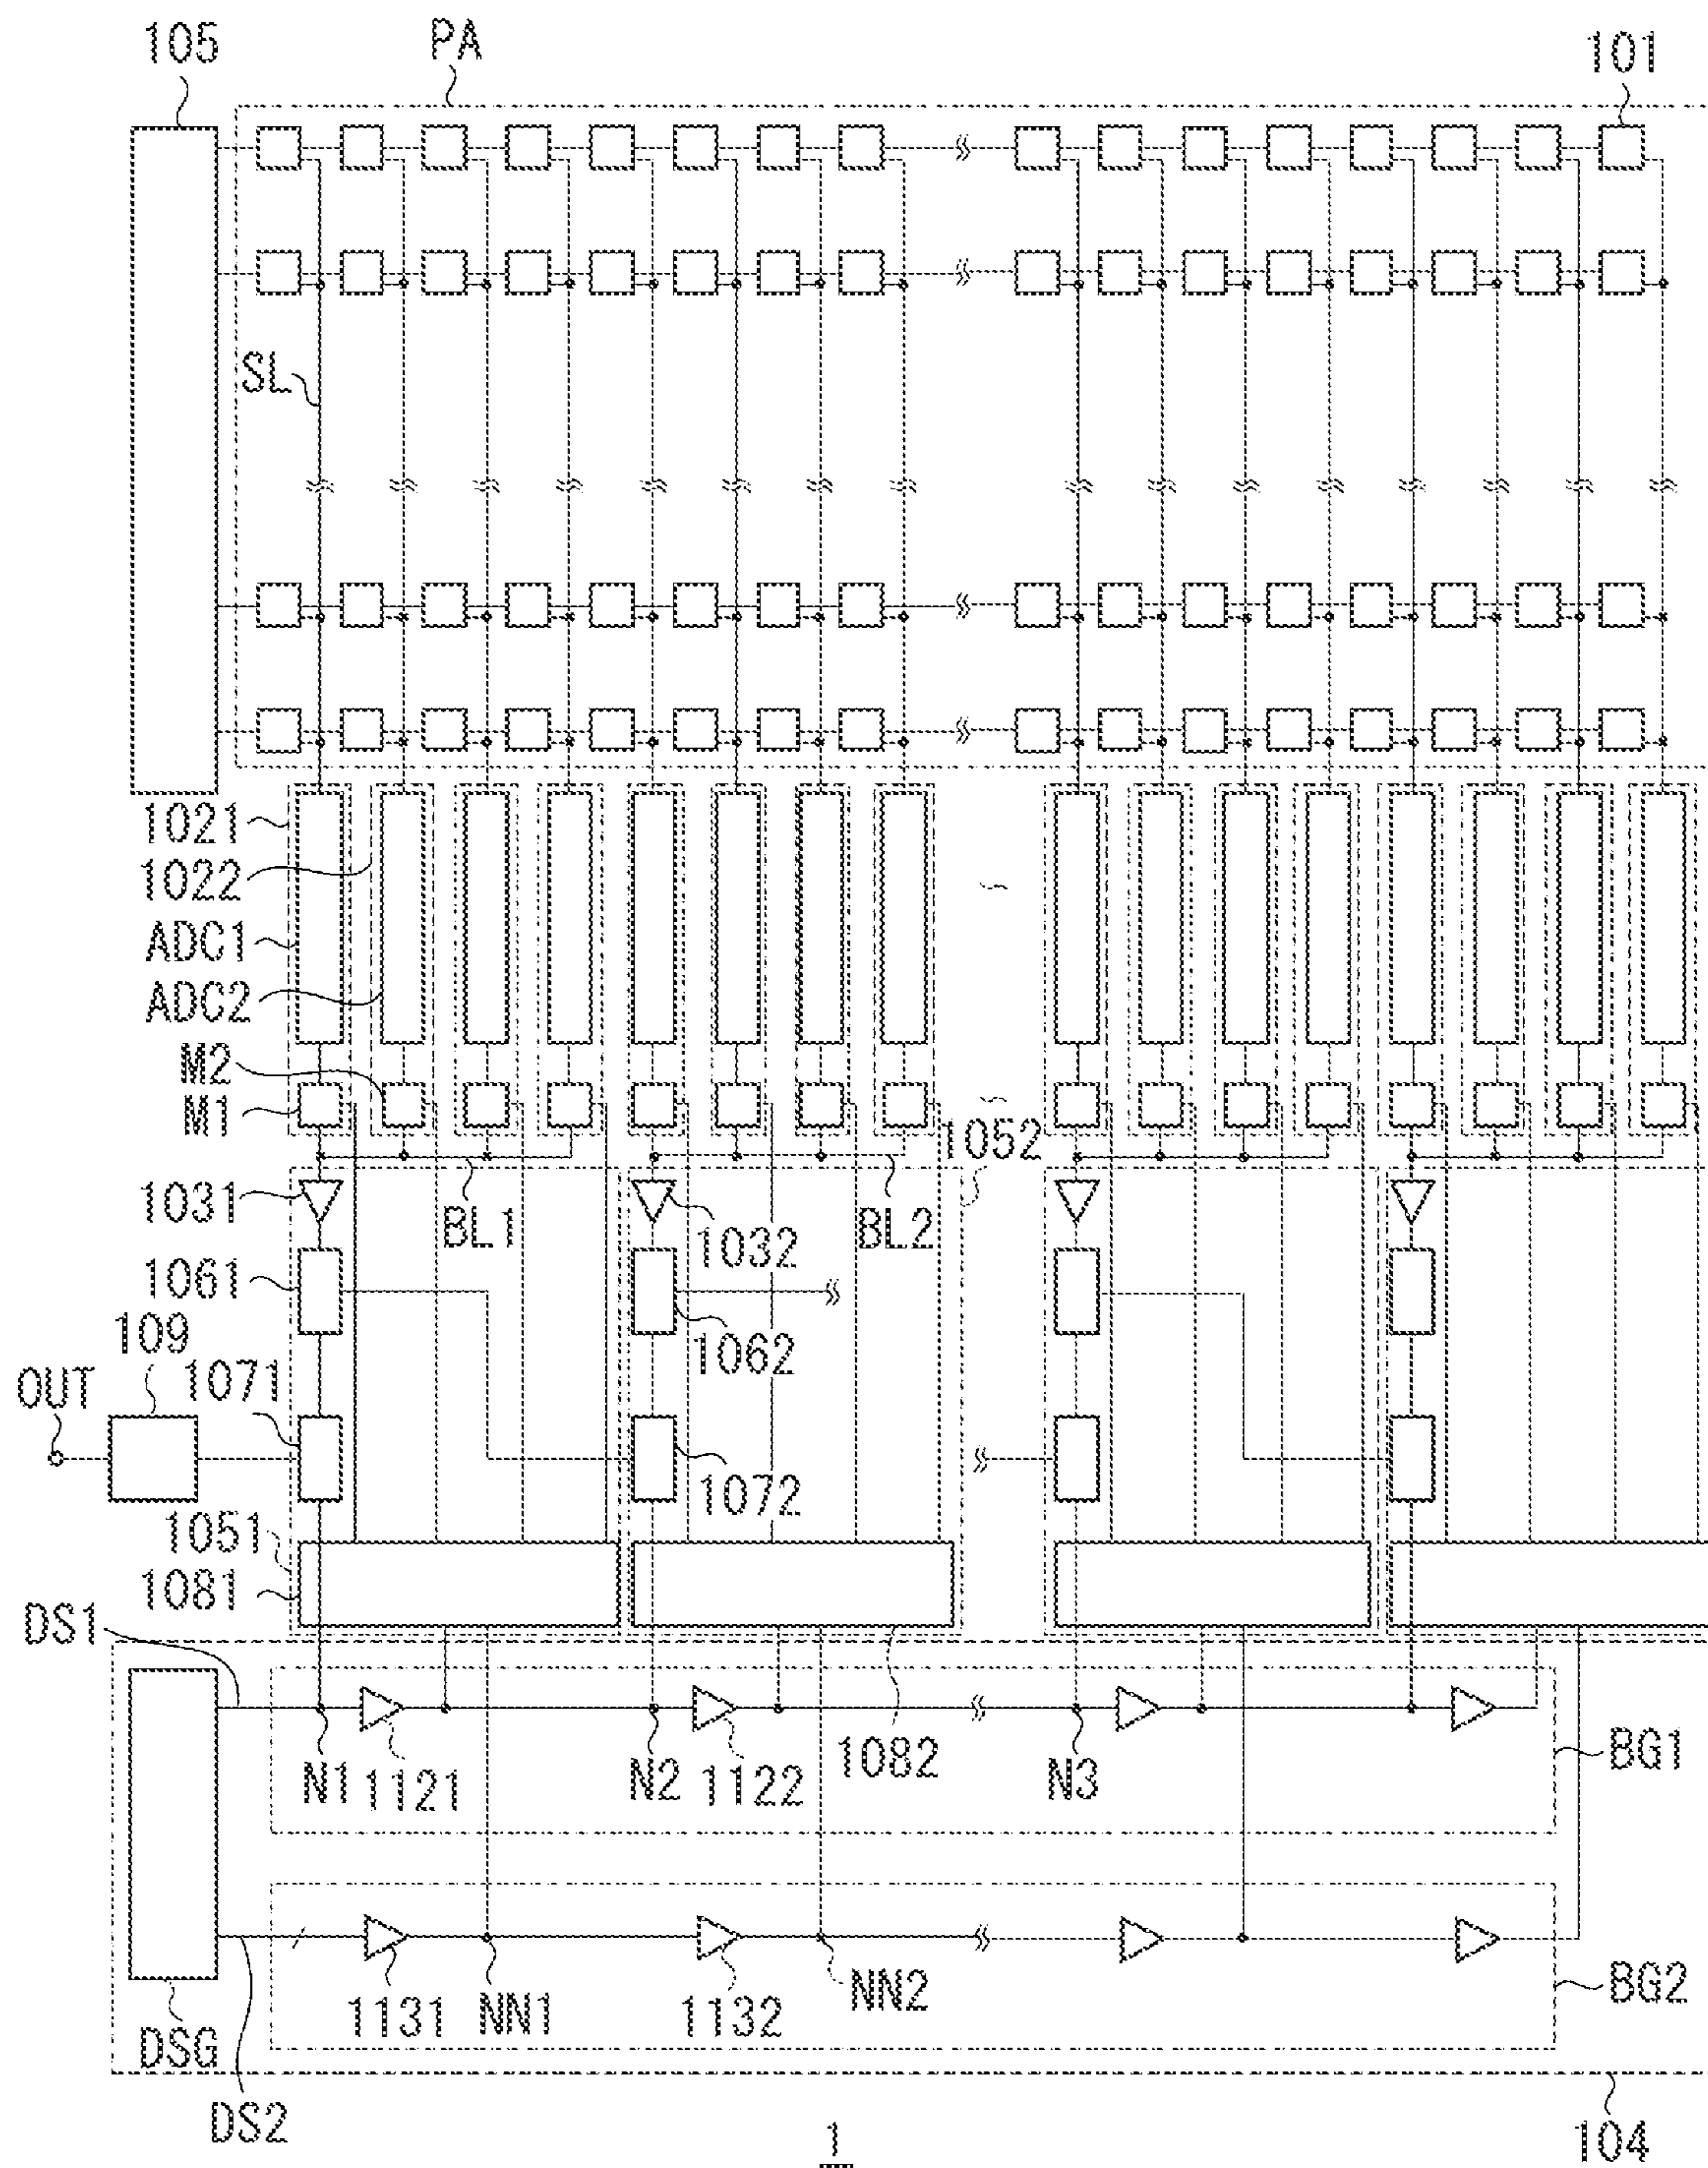 105 PA 101
SL
1021
1022
ADC1
ADC2
M2
M1
1052
1031 BL1 1032 BL2
1061
109 1062
OUT 1071
1072
1051
1081
DS1
N1 1121 N2 1122 1082 N3 BG1
1131 NN1 1132 NN2 BG2
DSG
DS2
1 104